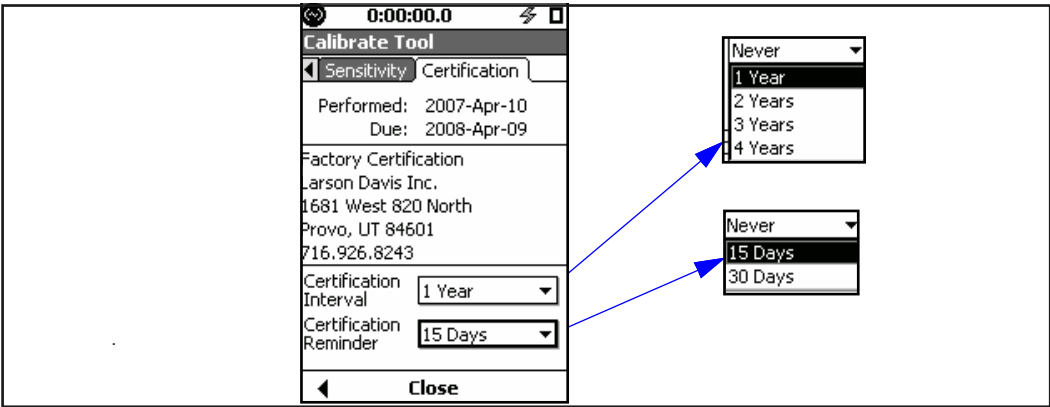 0:00:00.0
Calibrate Tool
Sensitivity Certification
Performed: 2007-Apr-10
Due: 2008-Apr-09
Factory Certification
Larson Davis Inc.
1681 West 820 North
Provo, UT 84601
716.926.8243
Certification
Interval
1 Year
Certification
Reminder
15 Days
Close
Never
1 Year
2 Years
3 Years
4 Years
Never
15 Days
30 Days